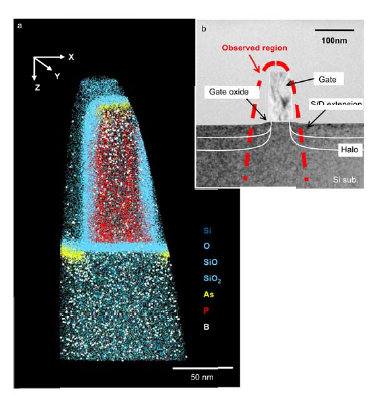 a
X
Y
Z
Si
O
SiO
SiO2
As
P
B
50 nm
b
100nm
Observed region
Gate
Gate oxide
S/D extension
Halo
Si sub.